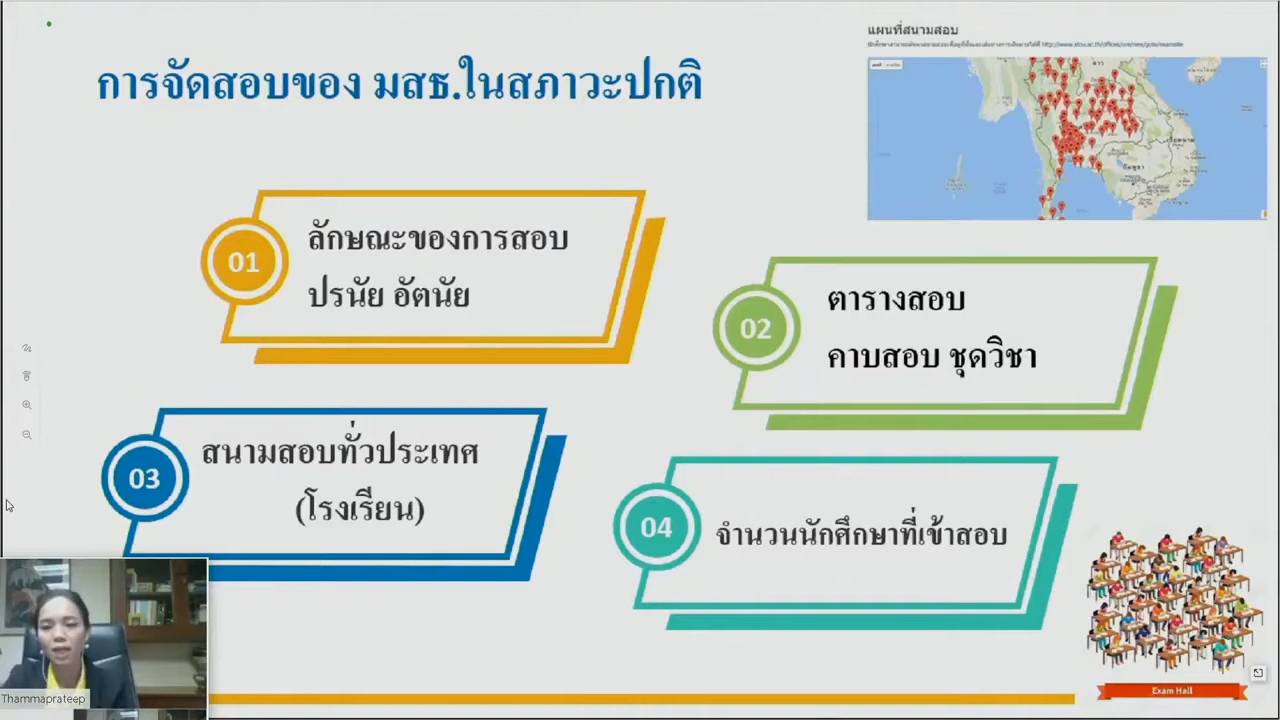 การจัดสอบของ มสธ.ในสภาวะปกติ
แผนที่สนามสอบ
01
ลักษณะของการสอบ
ปรนัย อัตนัย
02
ตารางสอบ
คาบสอบ ชุดวิชา
03
สนามสอบทั่วประเทศ
(โรงเรียน)
04
จำนวนนักศึกษาที่เข้าสอบ
Exam Hall
Thammaprateep